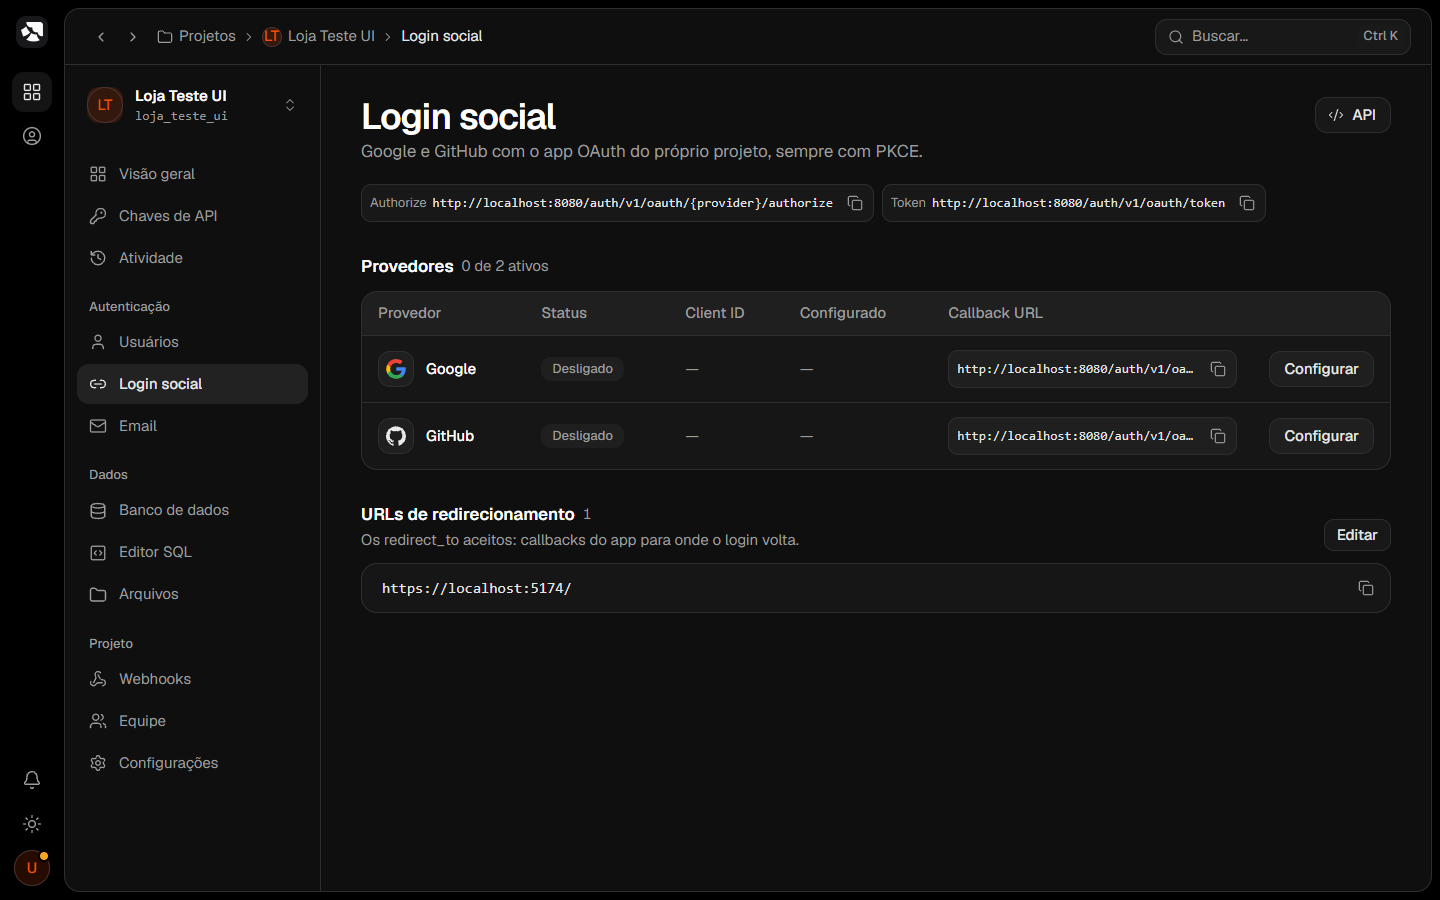 Projetos
LT Loja Teste UI
Login social
Buscar...
Ctrl K
LT
Loja Teste UI
loja_teste_ui
Visão geral
Chaves de API
Atividade
Autenticação
Usuários
Login social
Email
Dados
Banco de dados
Editor SQL
Arquivos
Projeto
Webhooks
Equipe
Configurações
U
Login social
API
Google e GitHub com o app OAuth do próprio projeto, sempre com PKCE.
Authorize http://localhost:8080/auth/v1/oauth/{provider}/authorize
Token http://localhost:8080/auth/v1/oauth/token
Provedores 0 de 2 ativos
Provedor Status Client ID Configurado Callback URL
Google Desligado — — http://localhost:8080/auth/v1/oa… Configurar
GitHub Desligado — — http://localhost:8080/auth/v1/oa… Configurar
URLs de redirecionamento 1
Os redirect_to aceitos: callbacks do app para onde o login volta.
Editar
https://localhost:5174/